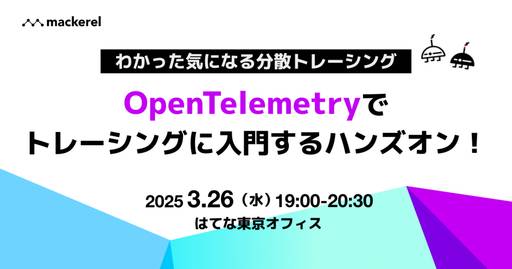 mackerel
わかった気になる分散トレーシング
OpenTelemetryで
トレーシングに入門するハンズオン！
2025 3.26（水）19:00-20:30
はてな東京オフィス